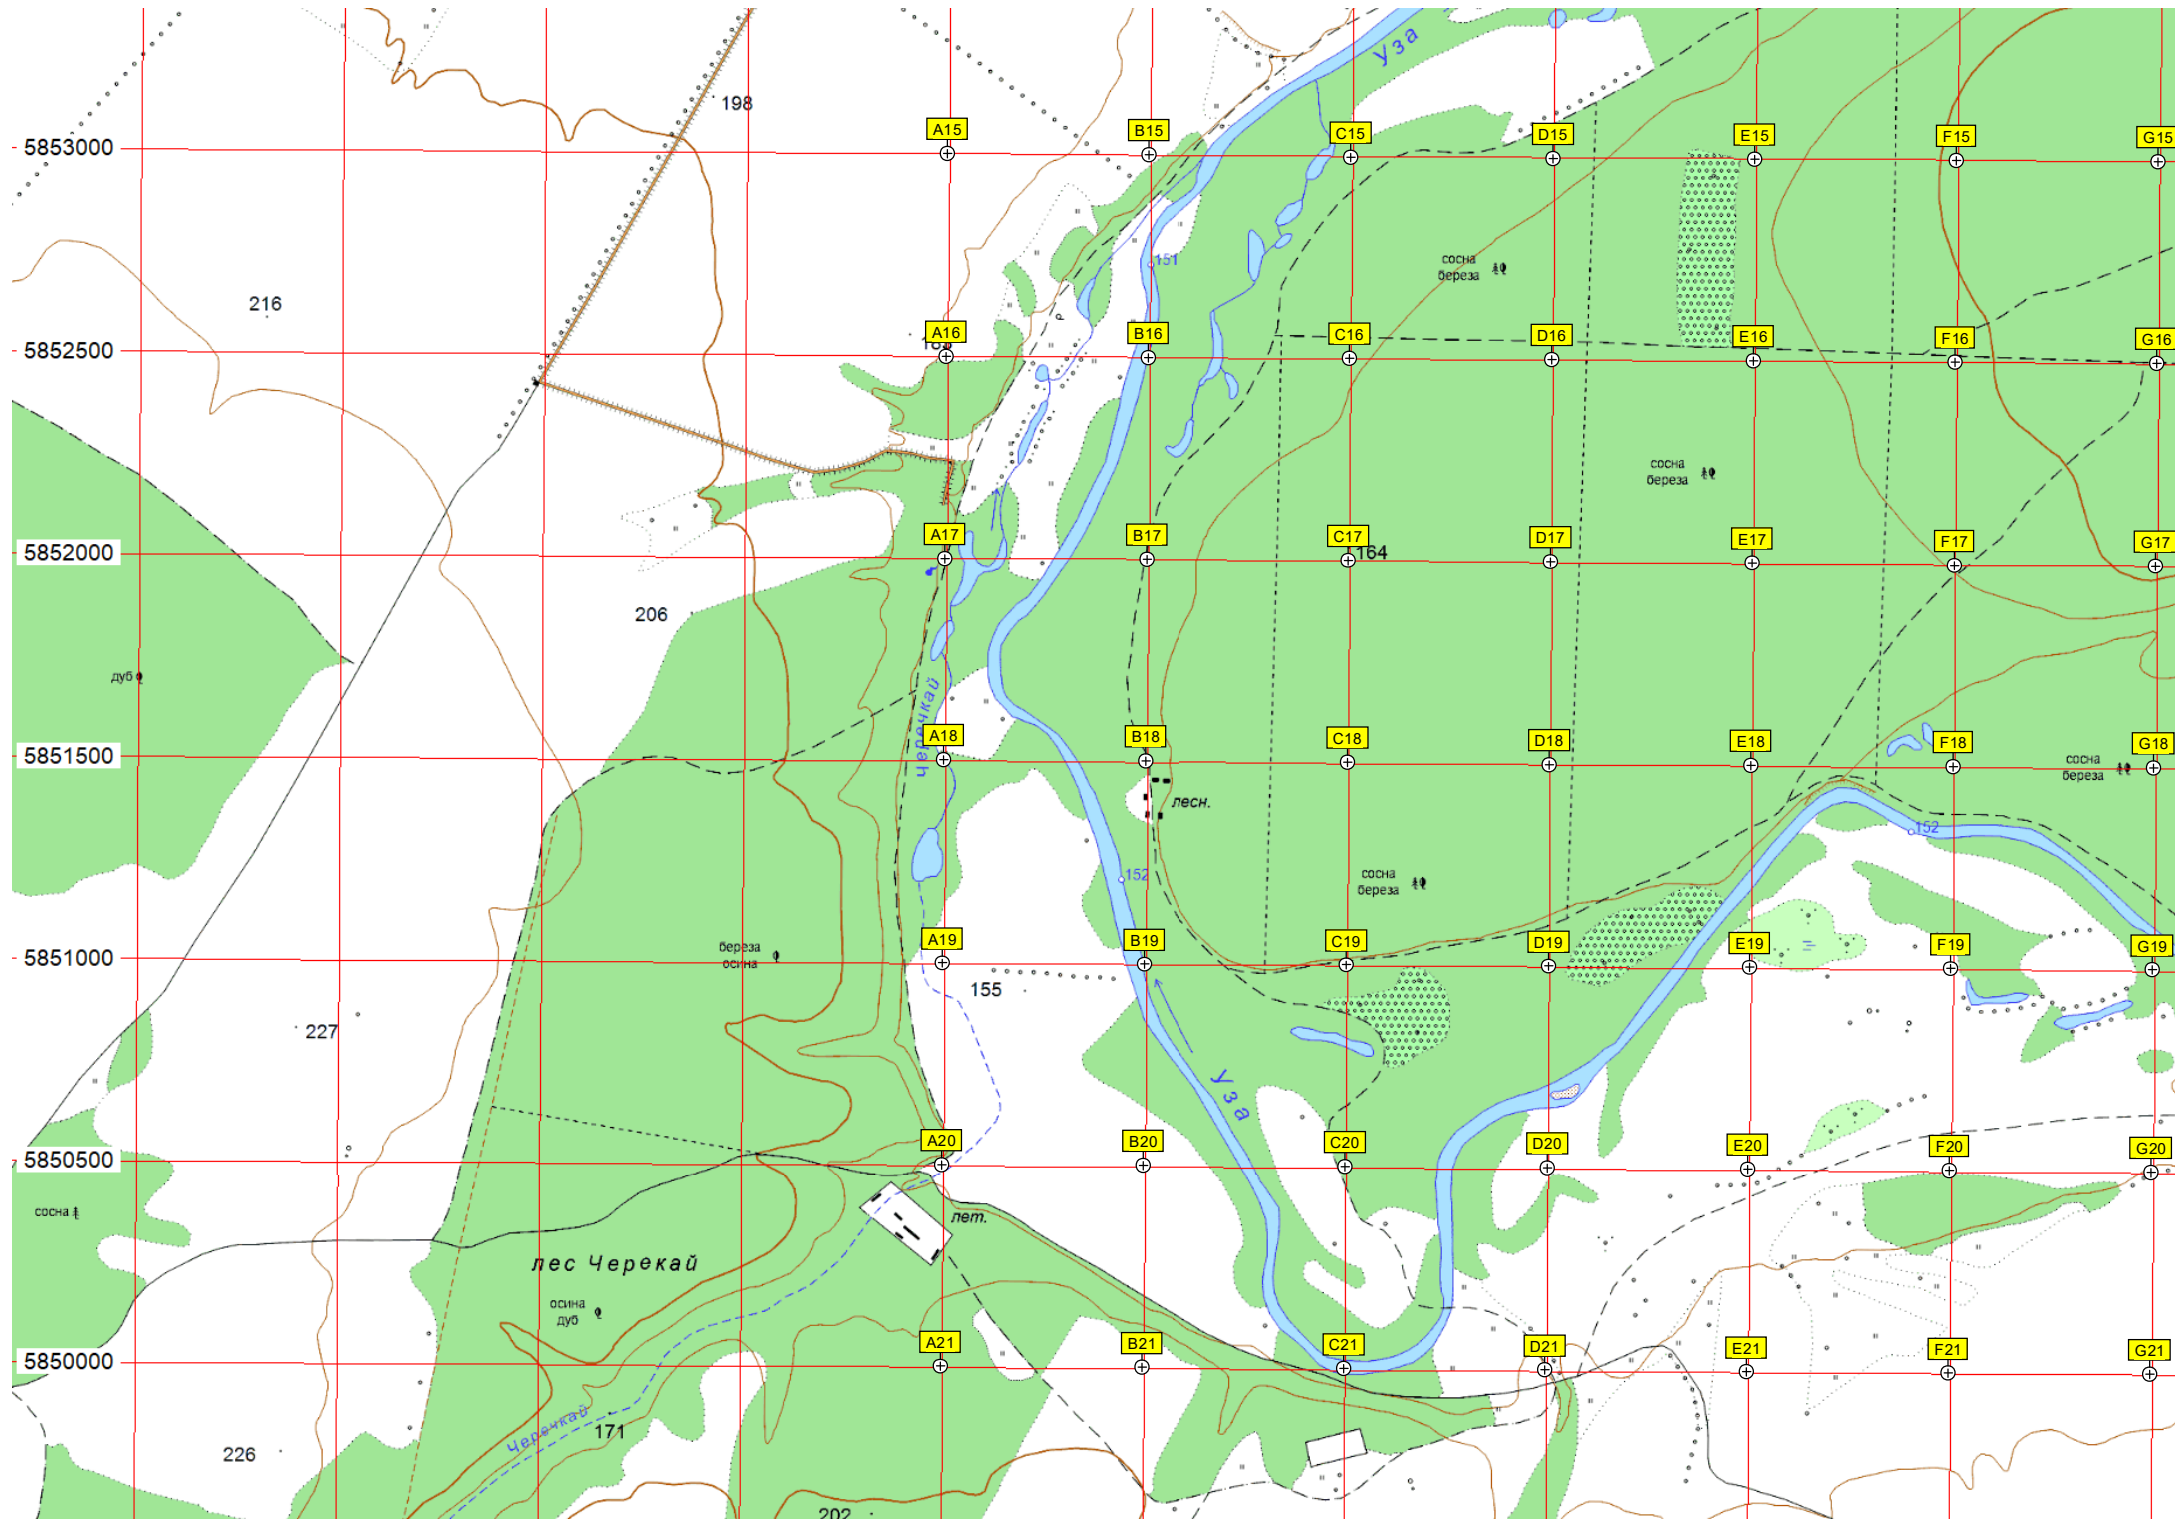 Уза
198
A15
B15
C15
D15
E15
F15
G15
5853000
151
сосна
береза
216
A16
B16
C16
D16
E16
F16
G16
5852500
сосна
береза
A17
B17
C17
D17
E17
F17
G17
5852000
164
206
дуб
Черечкай
A18
B18
C18
D18
E18
F18
G18
5851500
сосна
береза
лесн.
152
152
сосна
береза
A19
B19
C19
D19
E19
F19
G19
5851000
береза
осина
155
227
Уза
A20
B20
C20
D20
E20
F20
G20
5850500
сосна
лет.
лес Черекай
осина
дуб
A21
B21
C21
D21
E21
F21
G21
5850000
Черечкай
171
226
202